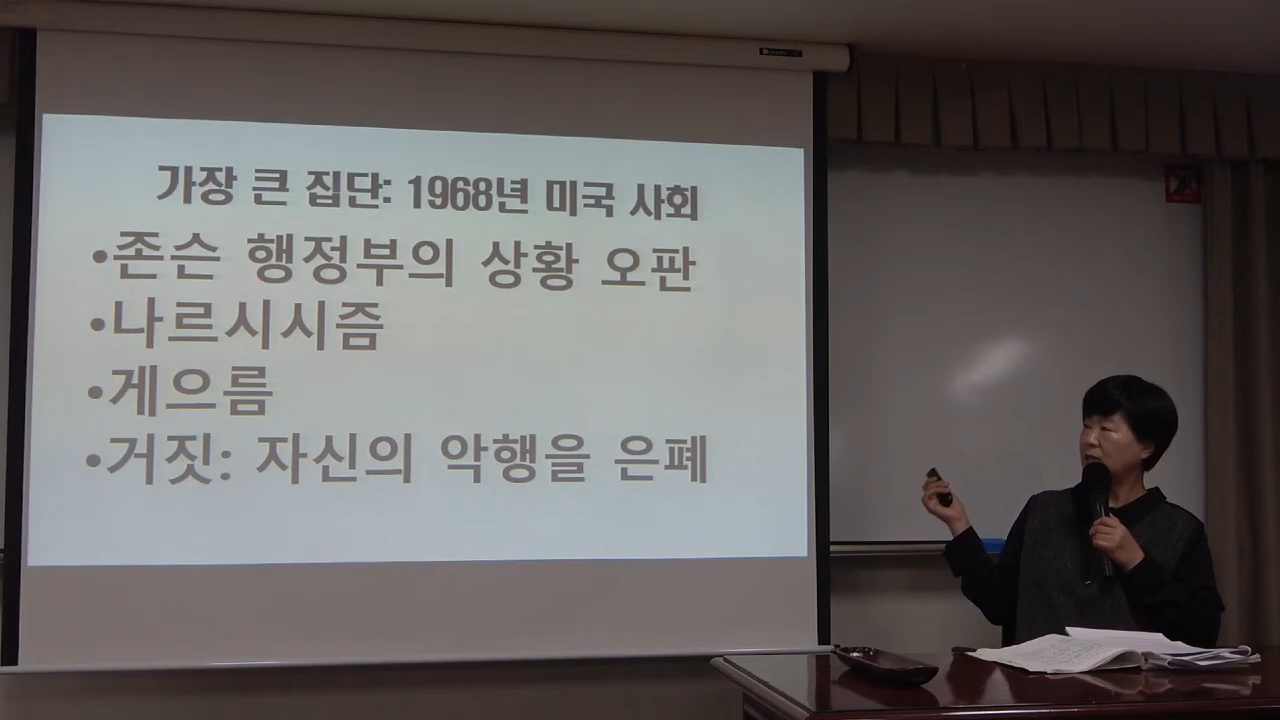 가장 큰 집단: 1968년 미국 사회
•존슨 행정부의 상황 오판
•나르시시즘
•게으름
•거짓: 자신의 악행을 은폐